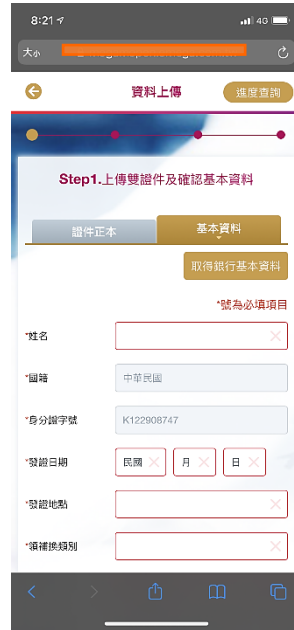 8:21
4G
大小
資料上傳
進度查詢
Step1.上傳雙證件及確認基本資料
證件正本
基本資料
取得銀行基本資料
*號為必填項目
*姓名
*國籍
中華民國
*身分證字號
K122908747
*發證日期
民國
月
日
*發證地點
*領補換類別